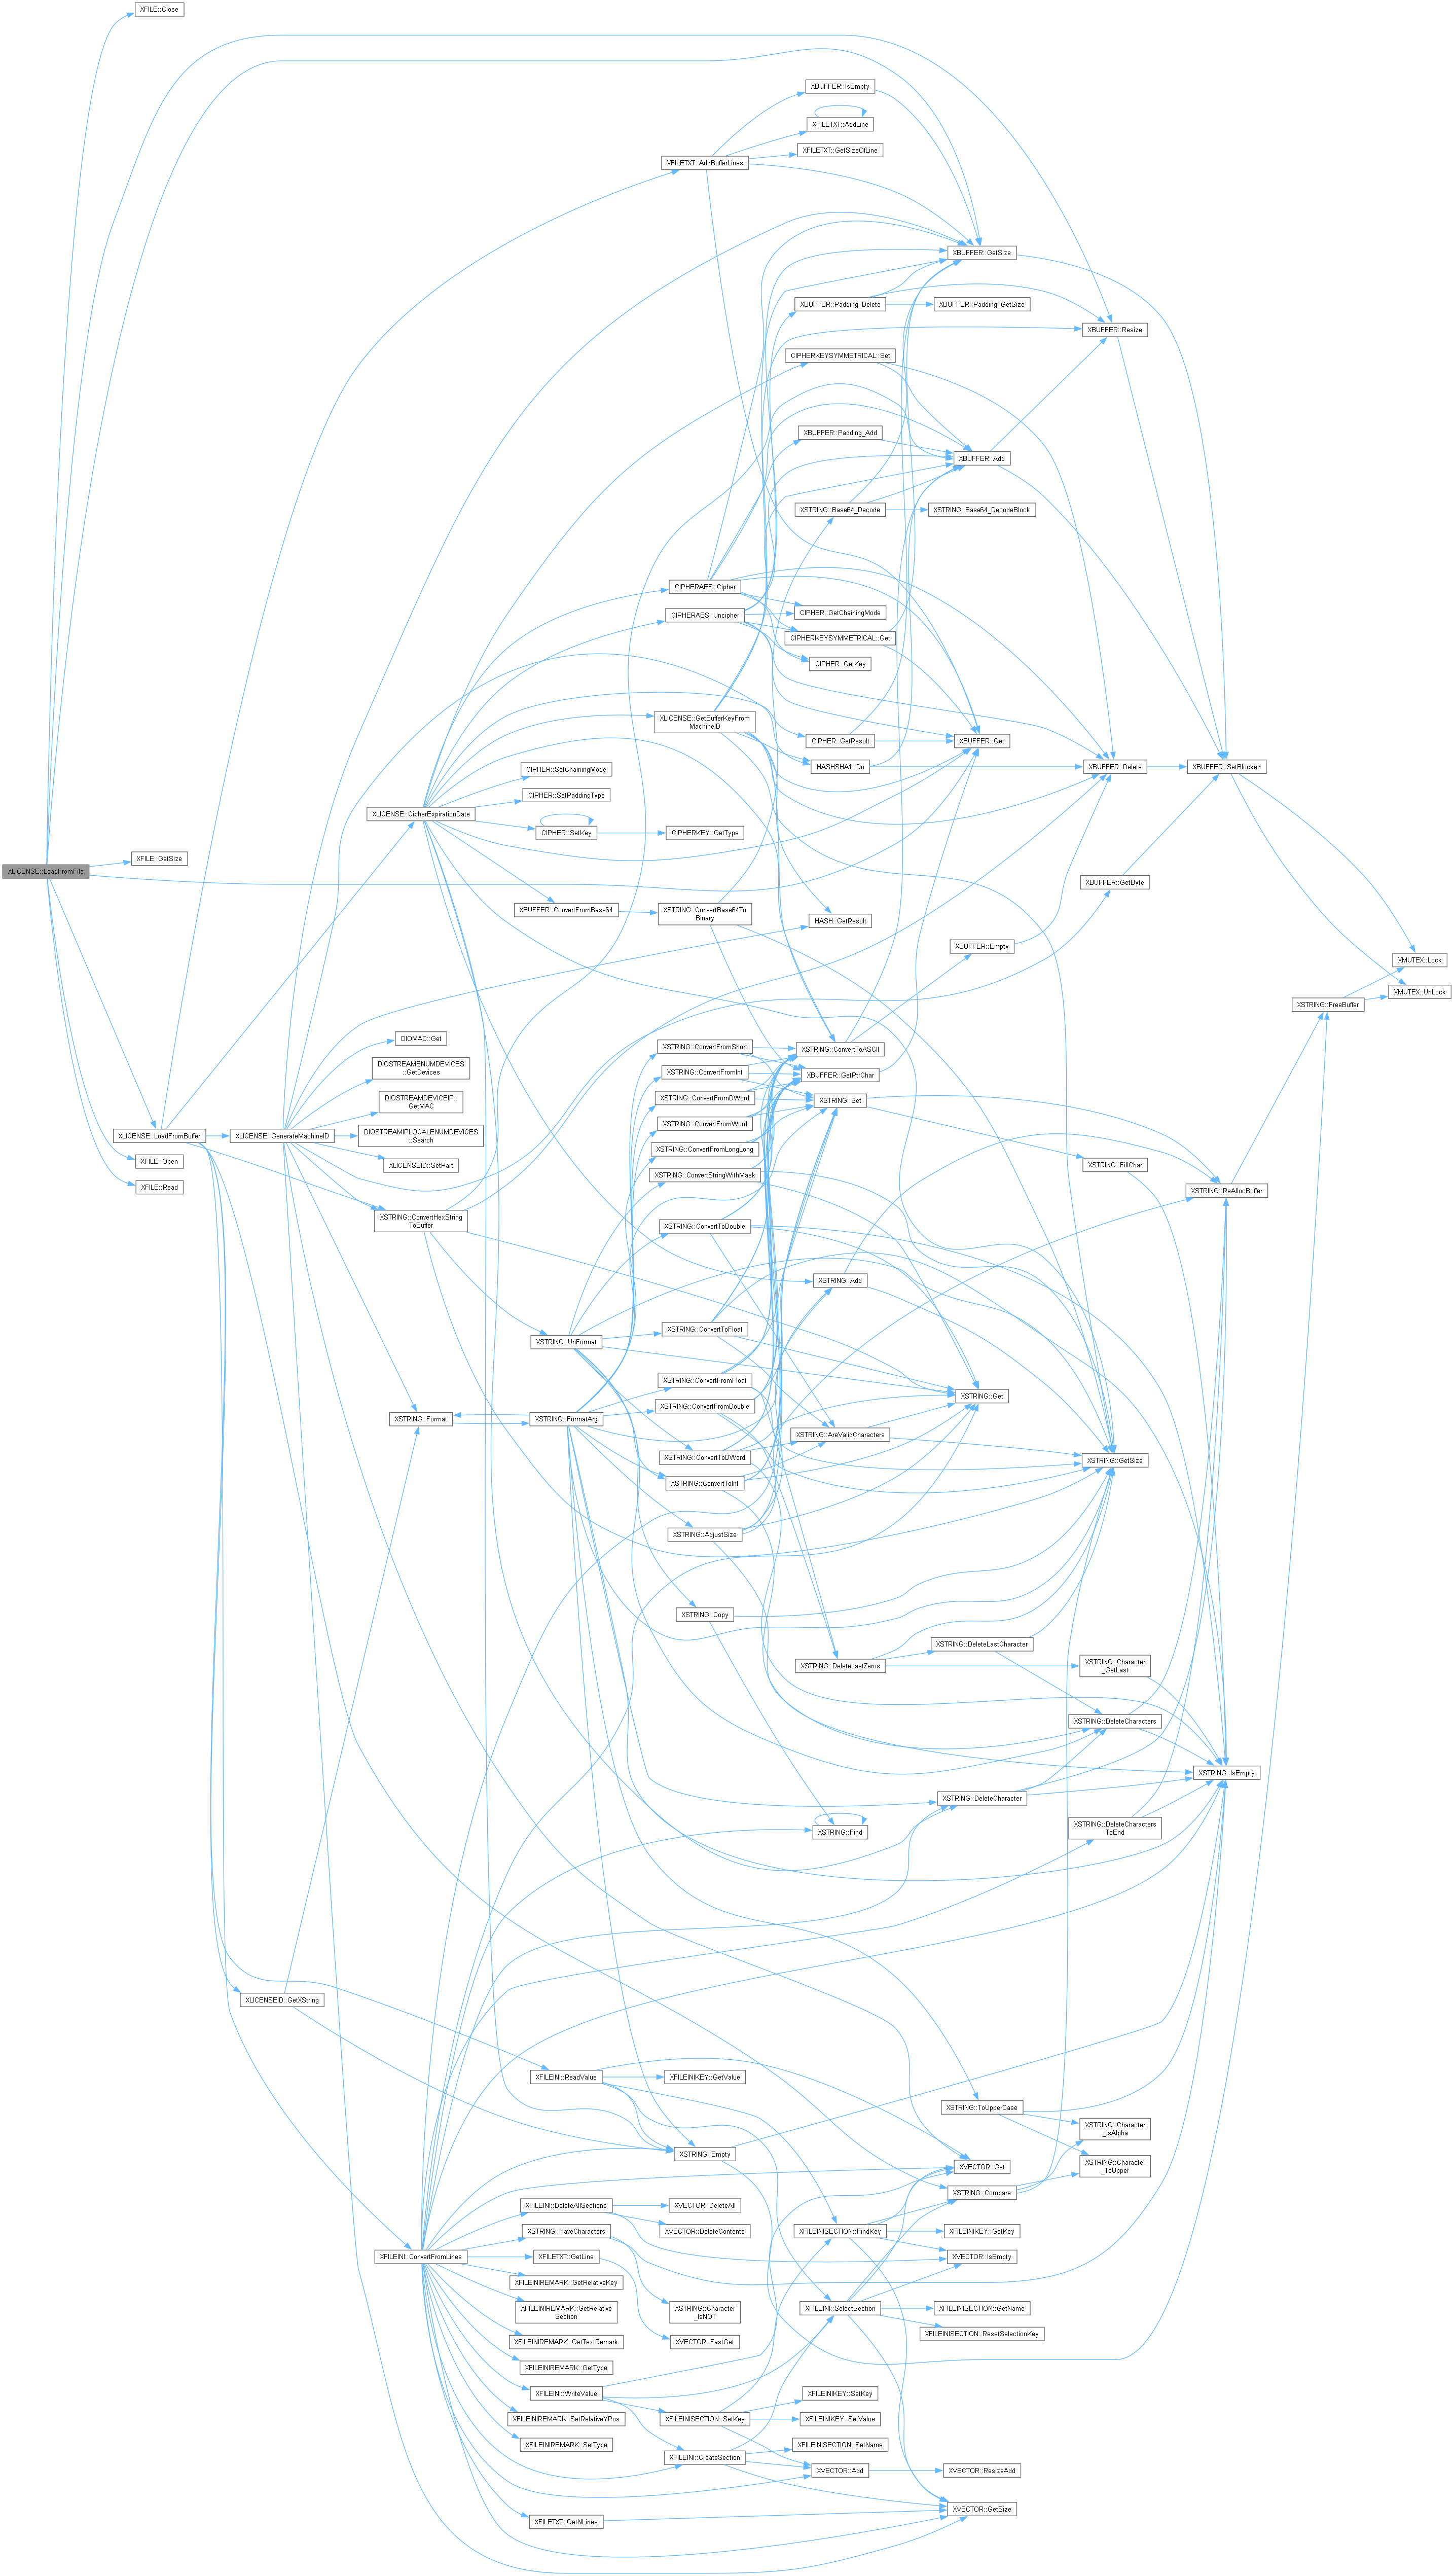 XFILE::Close
XBUFFER::IsEmpty
XFILETXT::AddLine
XFILETXT::GetSizeOfLine
XFILETXT::AddBufferLines
XBUFFER::GetSize
XBUFFER::Padding_Delete
XBUFFER::Padding_GetSize
XBUFFER::Resize
CIPHERKEYSYMMETRICAL::Set
XBUFFER::Padding_Add
XBUFFER::Add
XSTRING::Base64_Decode
XSTRING::Base64_DecodeBlock
CIPHERAES::Cipher
CIPHERAES::Uncipher
CIPHER::GetChainingMode
CIPHERKEYSYMMETRICAL::Get
CIPHER::GetKey
XLICENSE::GetBufferKeyFrom
MachineID
CIPHER::GetResult
XBUFFER::Get
HASHSHA1::Do
XBUFFER::Delete
XBUFFER::SetBlocked
CIPHER::SetChainingMode
CIPHER::SetPaddingType
XLICENSE::CipherExpirationDate
CIPHER::SetKey
CIPHERKEY::GetType
XFILE::GetSize
XLICENSE::LoadFromFile
XBUFFER::GetByte
XBUFFER::ConvertFromBase64
XSTRING::ConvertBase64To
Binary
HASH::GetResult
XBUFFER::Empty
XMUTEX::Lock
XMUTEX::UnLock
XSTRING::FreeBuffer
DIOMAC::Get
DIOSTREAMENUMDEVICES
::GetDevices
DIOSTREAMDEVICEIP::
GetMAC
DIOSTREAMIPLOCALENUMDEVICES
::Search
XLICENSEID::SetPart
XLICENSE::LoadFromBuffer
XLICENSE::GenerateMachineID
XFILE::Open
XFILE::Read
XSTRING::ConvertHexString
ToBuffer
XSTRING::ConvertFromShort
XSTRING::ConvertToASCII
XSTRING::ConvertFromInt
XBUFFER::GetPtrChar
XSTRING::ConvertFromDWord
XSTRING::Set
XSTRING::ConvertFromWord
XSTRING::ConvertFromLongLong
XSTRING::FillChar
XSTRING::ConvertStringWithMask
XSTRING::ReAllocBuffer
XSTRING::ConvertToDouble
XSTRING::Add
XSTRING::UnFormat
XSTRING::ConvertToFloat
XSTRING::ConvertFromFloat
XSTRING::Get
XSTRING::ConvertFromDouble
XSTRING::Format
XSTRING::FormatArg
XSTRING::AreValidCharacters
XSTRING::ConvertToDWord
XSTRING::GetSize
XSTRING::ConvertToInt
XSTRING::AdjustSize
XSTRING::Copy
XSTRING::DeleteLastCharacter
XSTRING::DeleteLastZeros
XSTRING::Character
_GetLast
XSTRING::DeleteCharacters
XSTRING::IsEmpty
XSTRING::DeleteCharacter
XSTRING::Find
XSTRING::DeleteCharacters
ToEnd
XLICENSEID::GetXString
XFILEINI::ReadValue
XFILEINIKEY::GetValue
XSTRING::ToUpperCase
XSTRING::Character
_IsAlpha
XSTRING::Empty
XSTRING::Character
_ToUpper
XVECTOR::Get
XSTRING::Compare
XFILEINI::DeleteAllSections
XVECTOR::DeleteAll
XSTRING::HaveCharacters
XVECTOR::DeleteContents
XFILEINISECTION::FindKey
XFILEINIKEY::GetKey
XFILEINI::ConvertFromLines
XFILETXT::GetLine
XVECTOR::IsEmpty
XFILEINIREMARK::GetRelativeKey
XFILEINIREMARK::GetRelative
Section
XSTRING::Character
_IsNOT
XFILEINI::SelectSection
XFILEINISECTION::GetName
XFILEINISECTION::ResetSelectionKey
XFILEINIREMARK::GetTextRemark
XVECTOR::FastGet
XFILEINIREMARK::GetType
XFILEINI::WriteValue
XFILEINIKEY::SetKey
XFILEINIREMARK::SetRelativeYPos
XFILEINISECTION::SetKey
XFILEINIKEY::SetValue
XFILEINIREMARK::SetType
XFILEINISECTION::SetName
XFILEINI::CreateSection
XVECTOR::Add
XVECTOR::ResizeAdd
XFILETXT::GetNLines
XVECTOR::GetSize